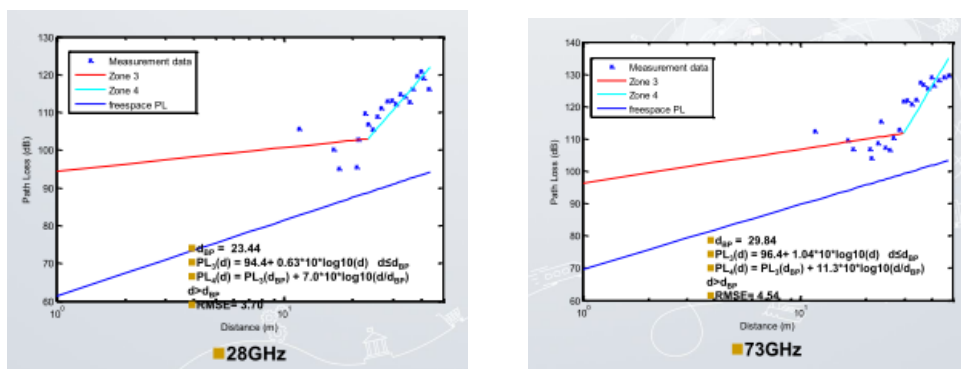 130
120
110
100
90
80
70
60
Path Loss (dB)
Measurement data
Zone 3
Zone 4
freespace PL
d_BP = 23.44
PL_3(d) = 94.4+ 0.63*10*log10(d) d≤d_BP
PL_4(d) = PL_3(d_BP) + 7.0*10*log10(d/d_BP)
d>d_BP
RMSE= 3.70
10^0
10^1
Distance (m)
28GHz
140
130
120
110
100
90
80
70
60
Path Loss (dB)
Measurement data
Zone 3
Zone 4
freespace PL
d_BP = 29.84
PL_3(d) = 96.4+ 1.04*10*log10(d) d≤d_BP
PL_4(d) = PL_3(d_BP) + 11.3*10*log10(d/d_BP)
d>d_BP
RMSE= 4.54
10^0
10^1
Distance (m)
73GHz